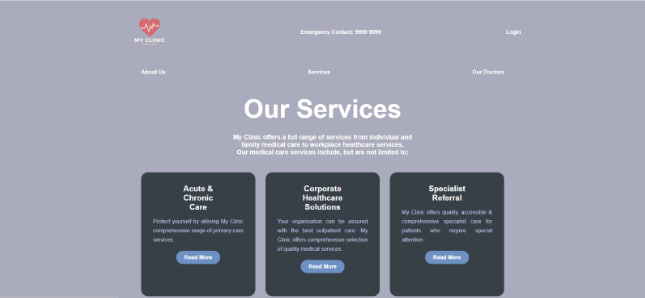 MY CLINIC
Emergency Contact: 9999 9999
Login
About Us
Services
Our Doctors
Our Services
My Clinic offers a full range of services from individual and
family medical care to workplace healthcare services.
Our medical care services include, but are not limited to:
Acute &
Chronic
Care
Protect yourself by utilising My Clinic
comprehensive range of primary care
services.
Read More
Corporate
Healthcare
Solutions
Your organisation can be assured
with the best outpatient care. My
Clinic offers comprehensive selection
of quality medical services.
Read More
Specialist
Referral
My Clinic offers quality, accessible &
comprehensive specialist care for
patients who require special
attention.
Read More